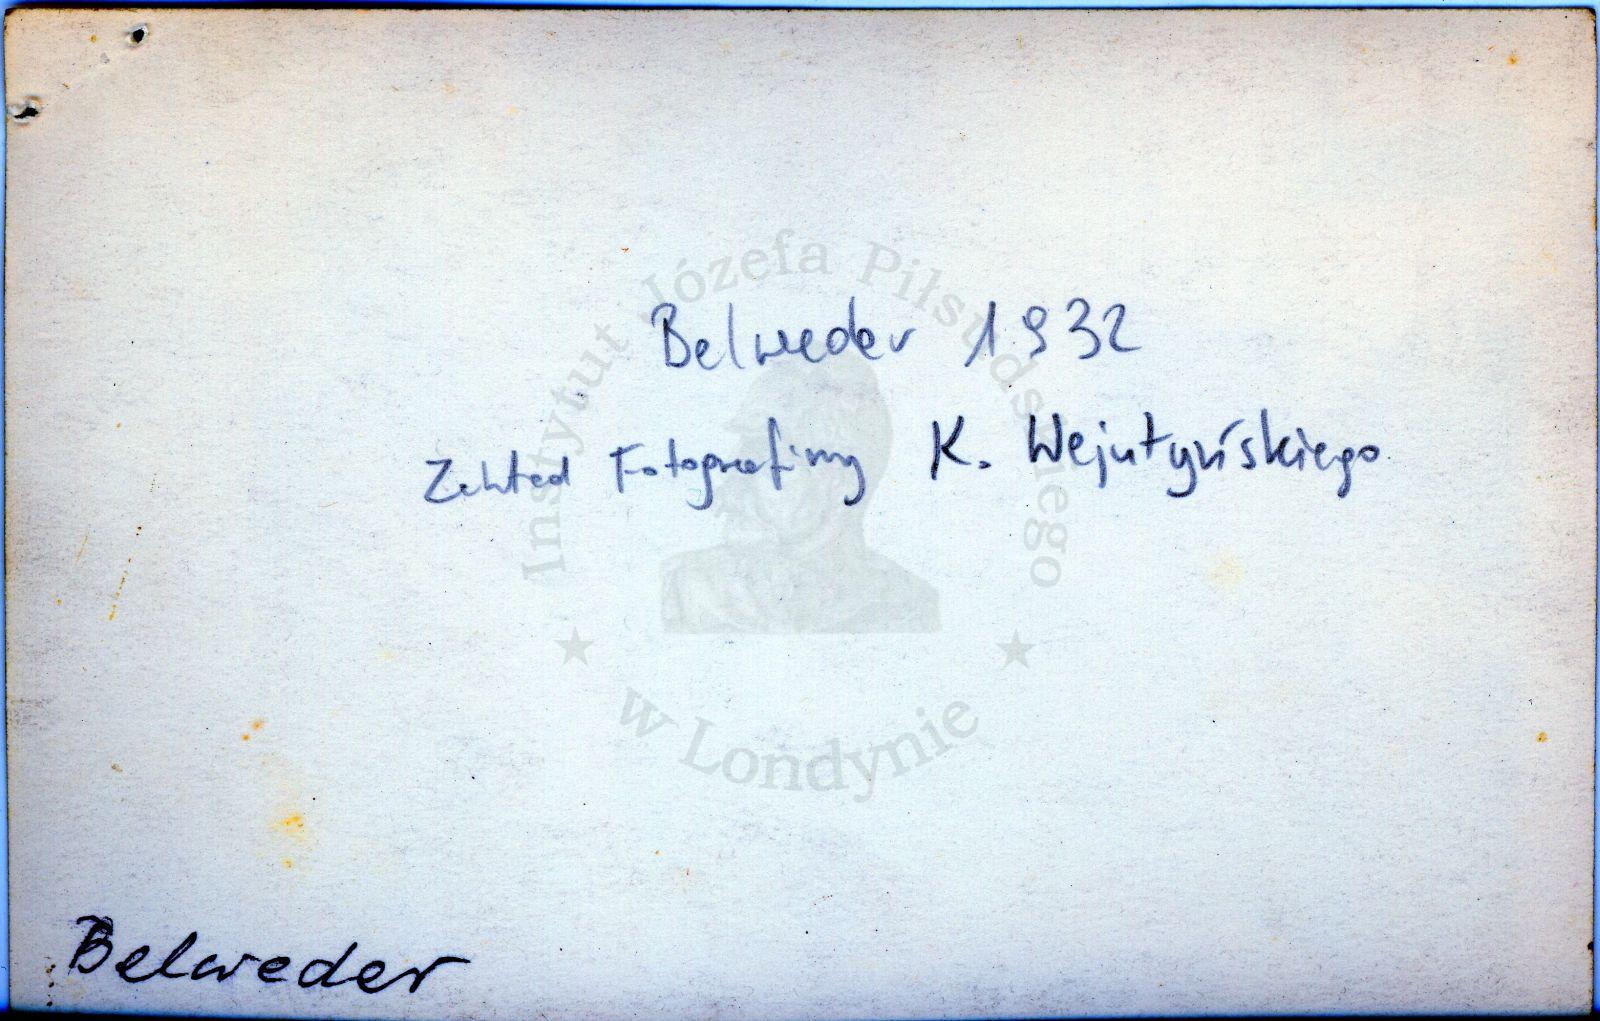 Belweder 1932
Zakład Fotograficzny K. Wejutyńskiego
Belweder
Instytut Józefa Piłsudskiego
w Londynie